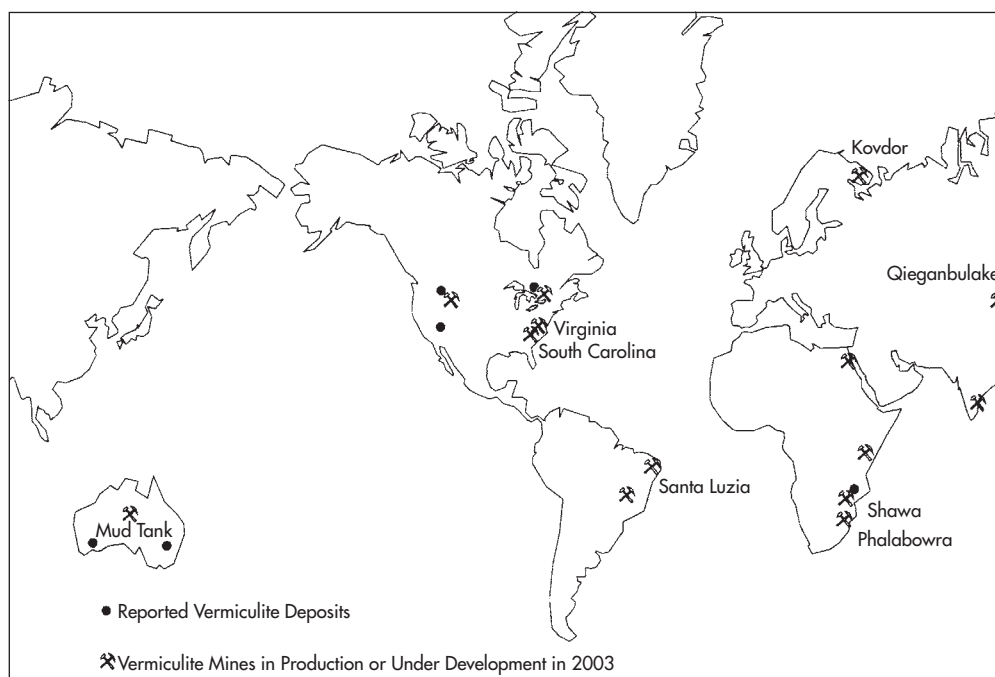 Kovdor
Qieganbulake
Virginia
South Carolina
Santa Luzia
Shawa
Phalabowra
Mud Tank
Reported Vermiculite Deposits
Vermiculite Mines in Production or Under Development in 2003